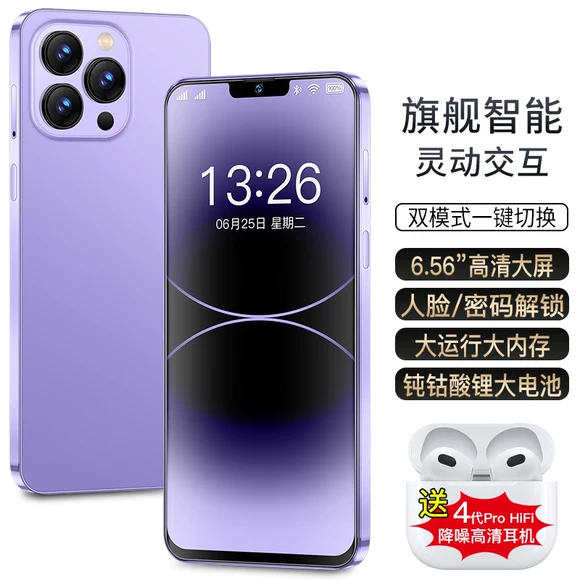 旗舰智能
灵动交互
双模式一键切换
6.56”高清大屏
人脸/密码解锁
大运行大内存
钝钴酸锂大电池
100%
13:26
06月25日 星期二
送
4代Pro HiFi
降噪高清耳机